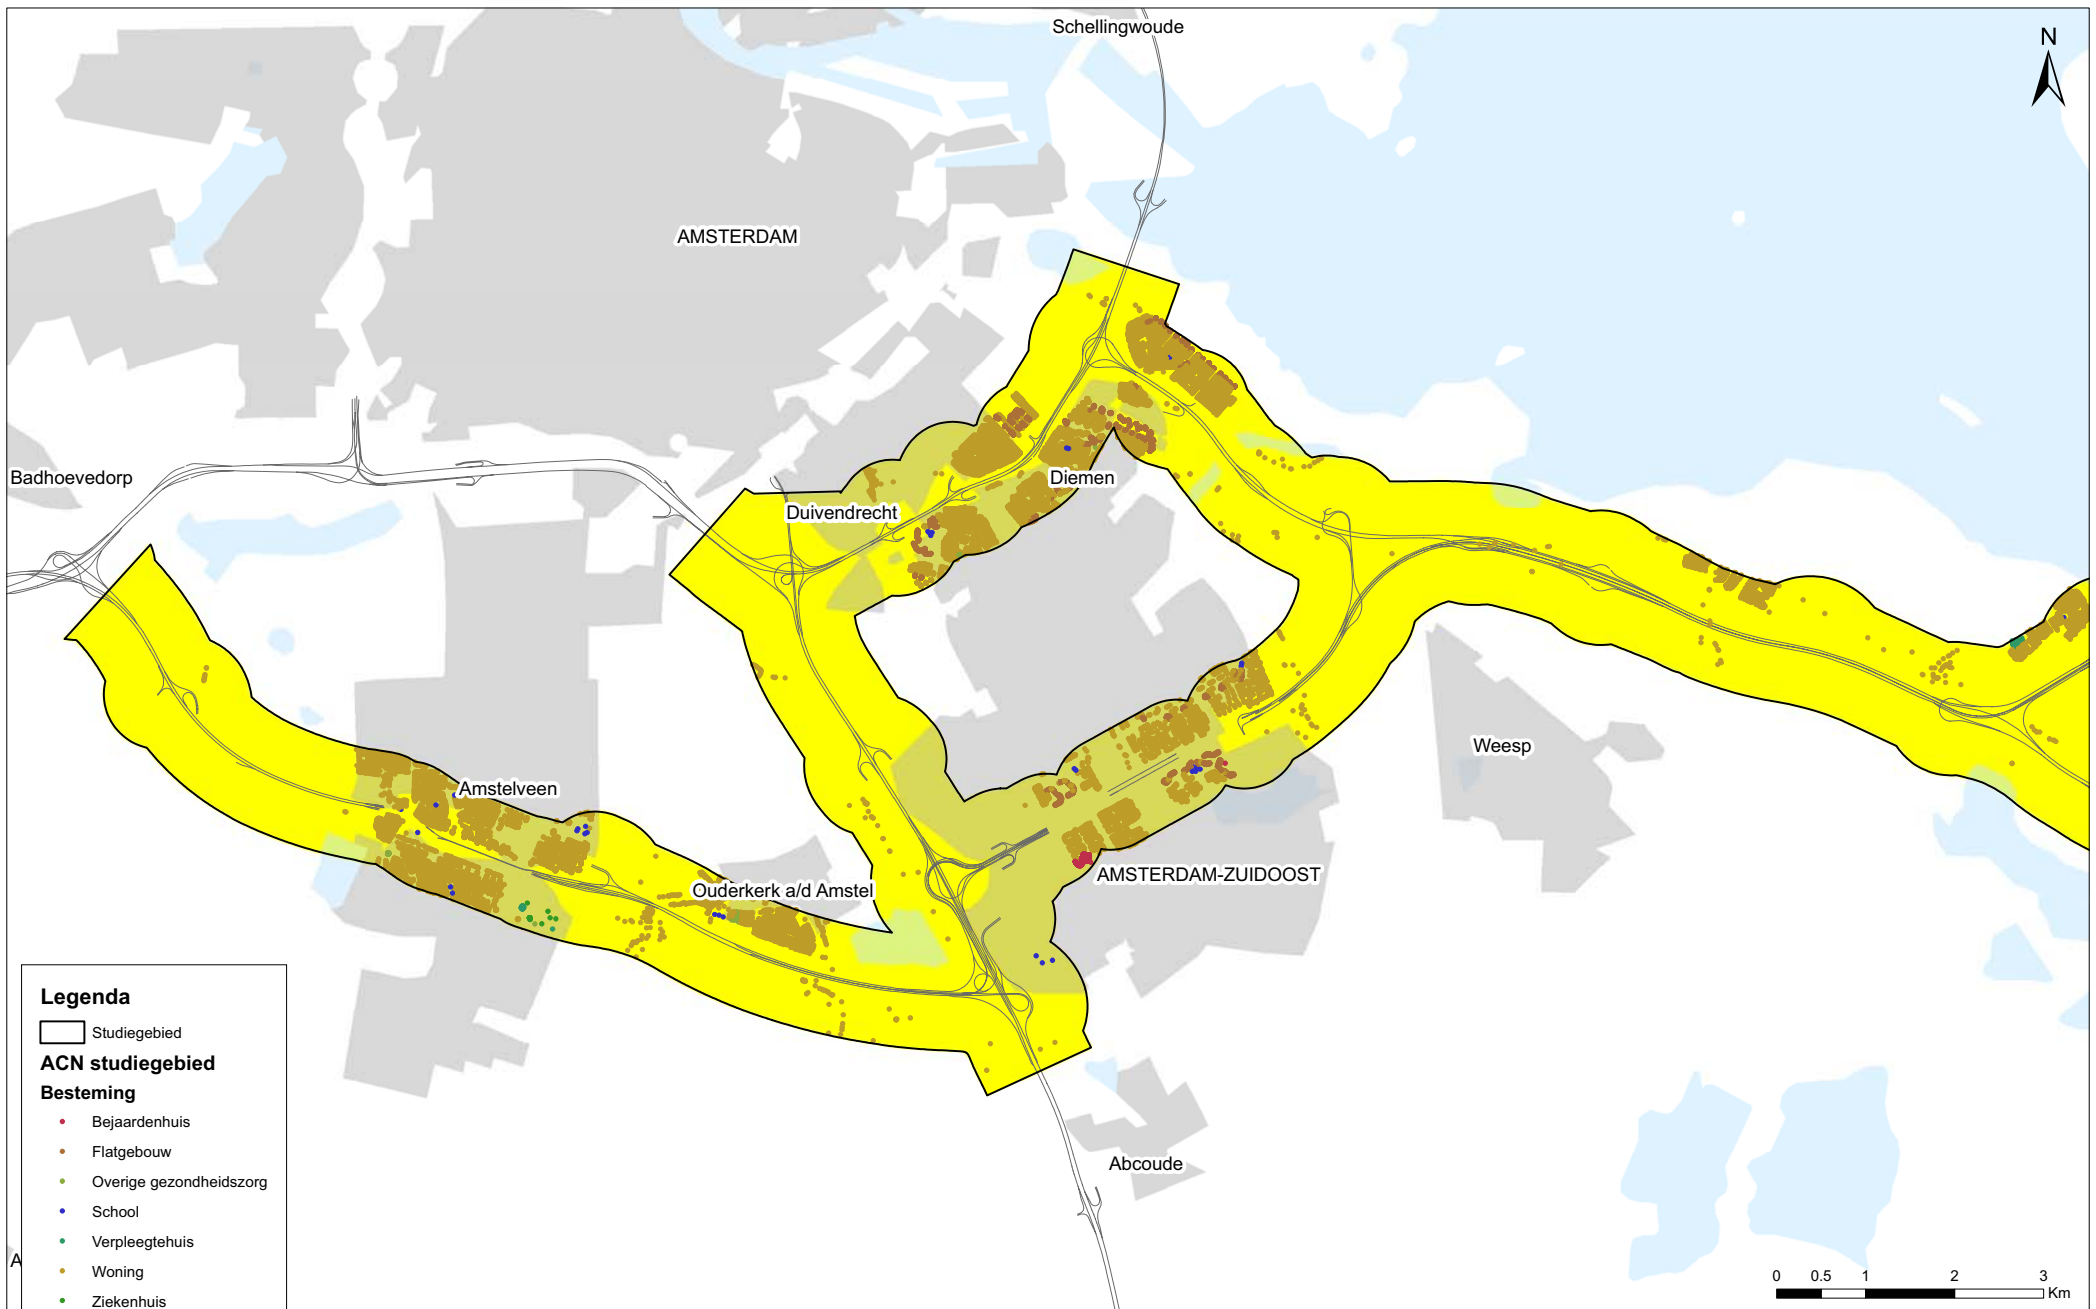 Schellingwoude
N
AMSTERDAM
Badhoevedorp
Diemen
Duivendrecht
Weesp
Amstelveen
AMSTERDAM-ZUIDOOST
Ouderkerk a/d Amstel
Abcoude
A
Legenda
Studiegebied
ACN studiegebied
Besteming
Bejaardenhuis
Flatgebouw
Overige gezondheidszorg
School
Verpleegtehuis
Woning
Ziekenhuis
0 0.5 1 2 3
Km